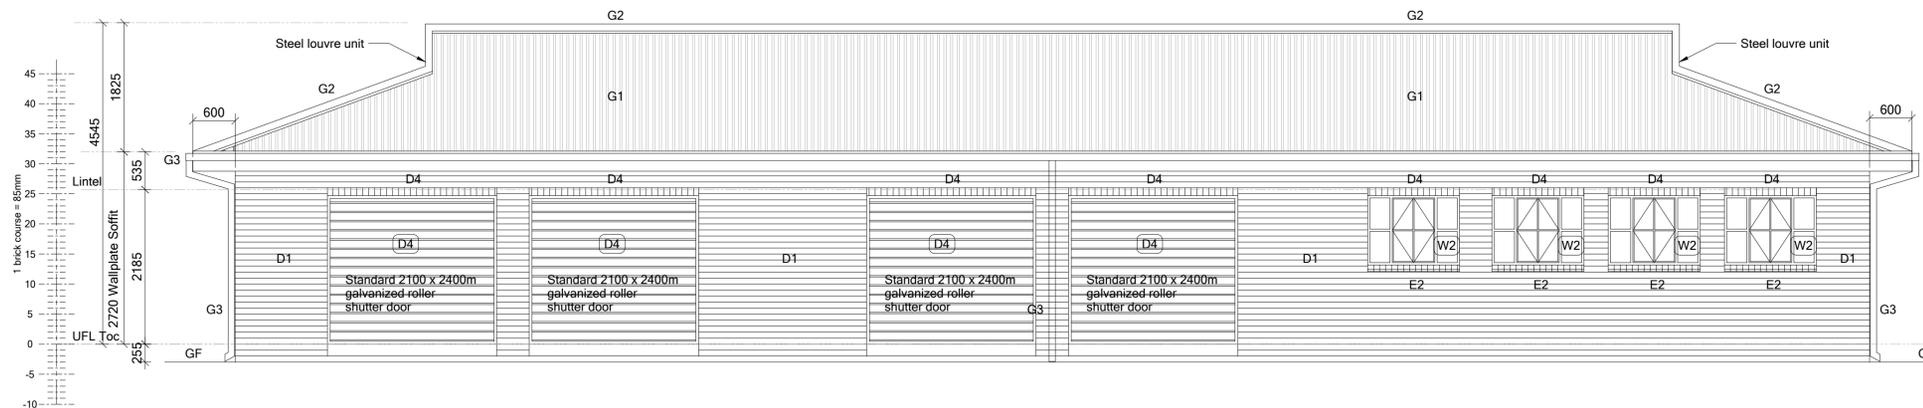 G2
G2
Steel louvre unit
Steel louvre unit
G2
G2
G1
G1
600
600
1825
4545
535
2185
255
2720 Wallplate Soffit
1 brick course = 85mm
45
40
35
30
25
20
15
10
5
0
-5
-10
Lintel
UFL Toc
GF
G3
D4
D4
D4
D4
D4
D4
D4
D4
D4
D4
D4
D4
W2
W2
W2
W2
D1
D1
D1
D1
Standard 2100 x 2400m
galvanized roller
shutter door
Standard 2100 x 2400m
galvanized roller
shutter door
Standard 2100 x 2400m
galvanized roller
shutter door
Standard 2100 x 2400m
galvanized roller
shutter door
E2
E2
E2
E2
G3
G3
G3